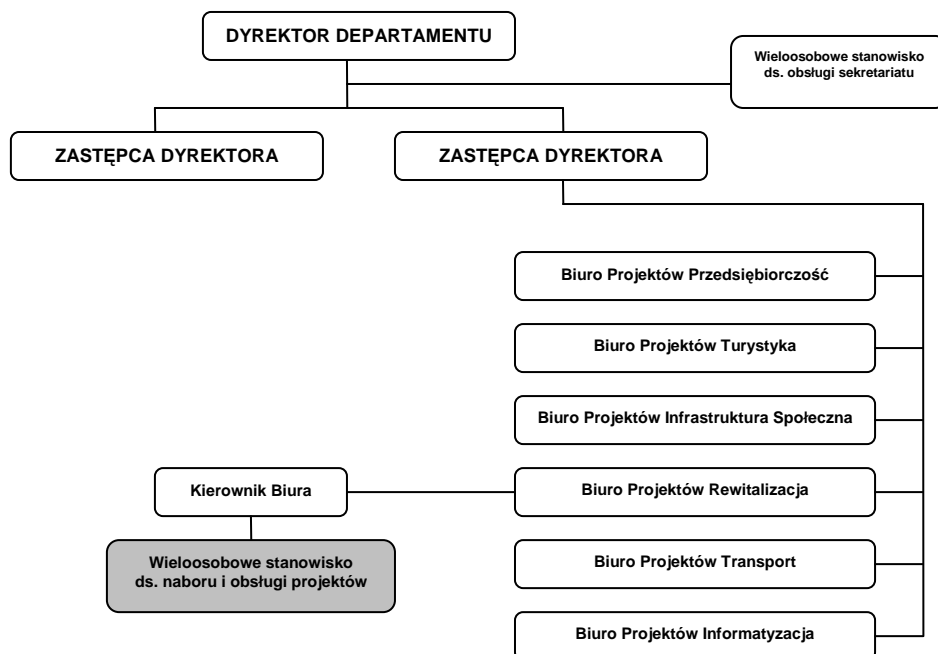 DYREKTOR DEPARTAMENTU
Wieloosobowe stanowisko
ds. obsługi sekretariatu
ZASTĘPCA DYREKTORA
ZASTĘPCA DYREKTORA
Biuro Projektów Przedsiębiorczość
Biuro Projektów Turystyka
Biuro Projektów Infrastruktura Społeczna
Kierownik Biura
Biuro Projektów Rewitalizacja
Wieloosobowe stanowisko
ds. naboru i obsługi projektów
Biuro Projektów Transport
Biuro Projektów Informatyzacja